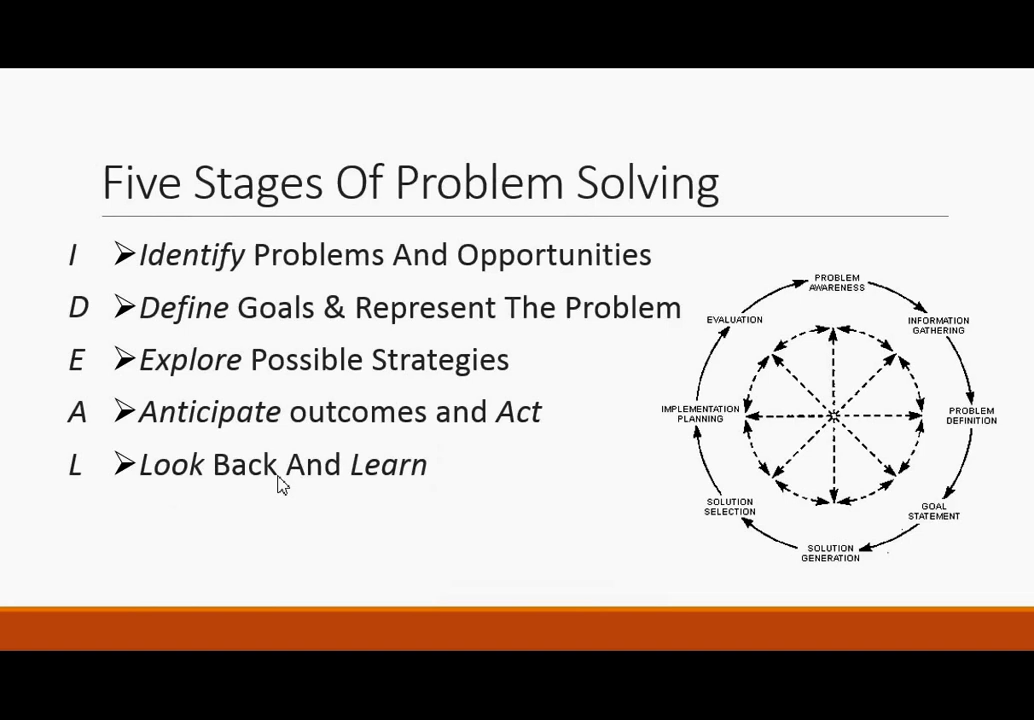 Five Stages Of Problem Solving
I ➢Identify Problems And Opportunities
D ➢Define Goals & Represent The Problem
E ➢Explore Possible Strategies
A ➢Anticipate outcomes and Act
L ➢Look Back And Learn
PROBLEM
AWARENESS
INFORMATION
GATHERING
PROBLEM
DEFINITION
GOAL
STATEMENT
SOLUTION
GENERATION
SOLUTION
SELECTION
IMPLEMENTATION
PLANNING
EVALUATION